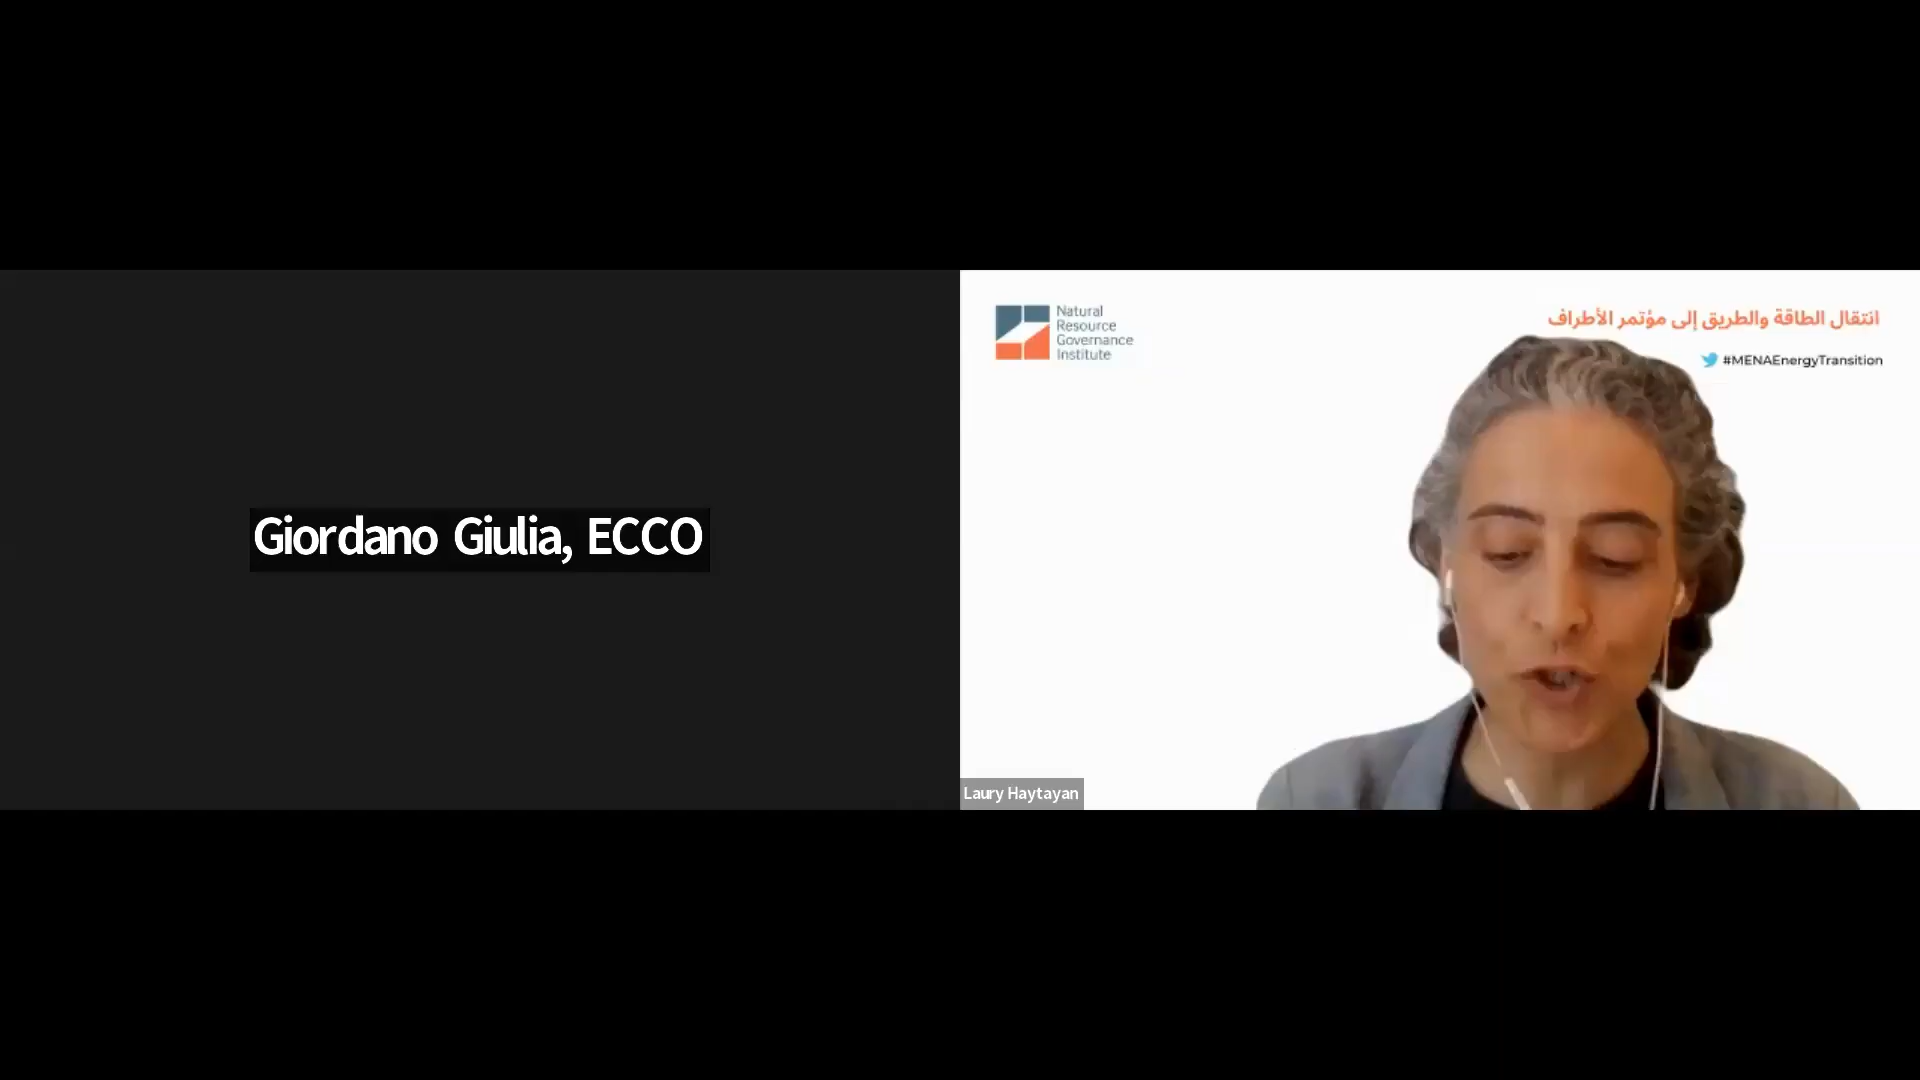 Giordano Giulia, ECCO
Natural
Resource
Governance
Institute
انتقال الطاقة والطريق إلى مؤتمر الأطراف
#MENAEnergyTransition
Laury Haytayan